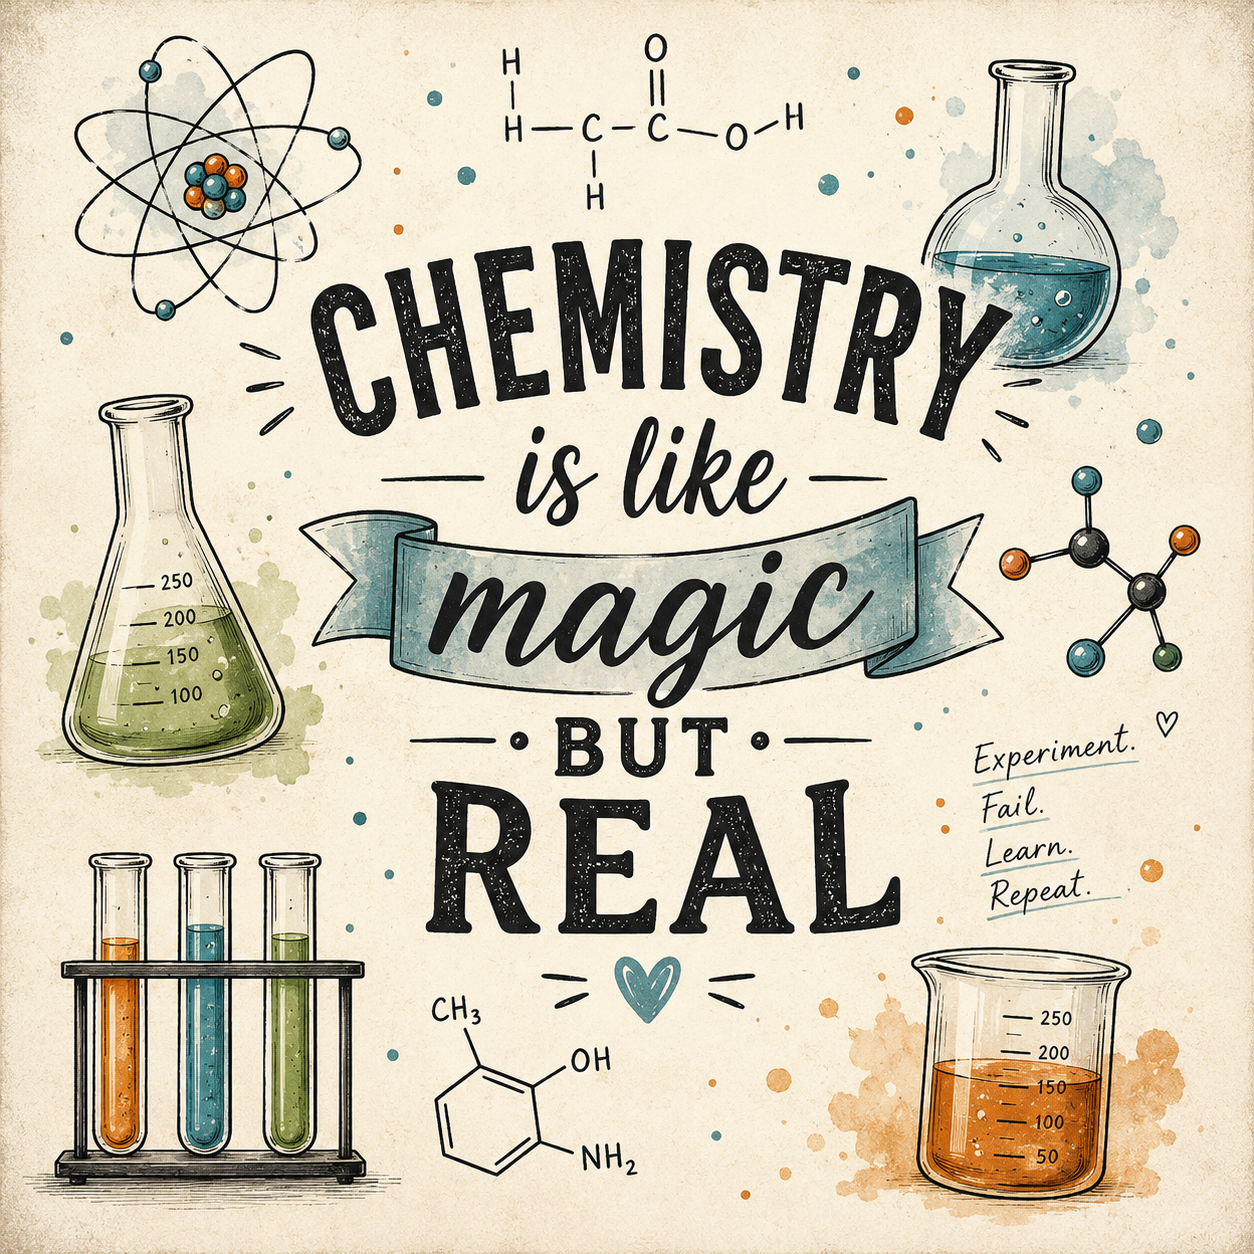 H
O
H
H
C
C
O
H
CHEMISTRY
is like
magic
BUT
REAL
250
200
150
100
Experiment.
Fail.
Learn.
Repeat.
CH₃
OH
NH₂
250
200
150
100
50